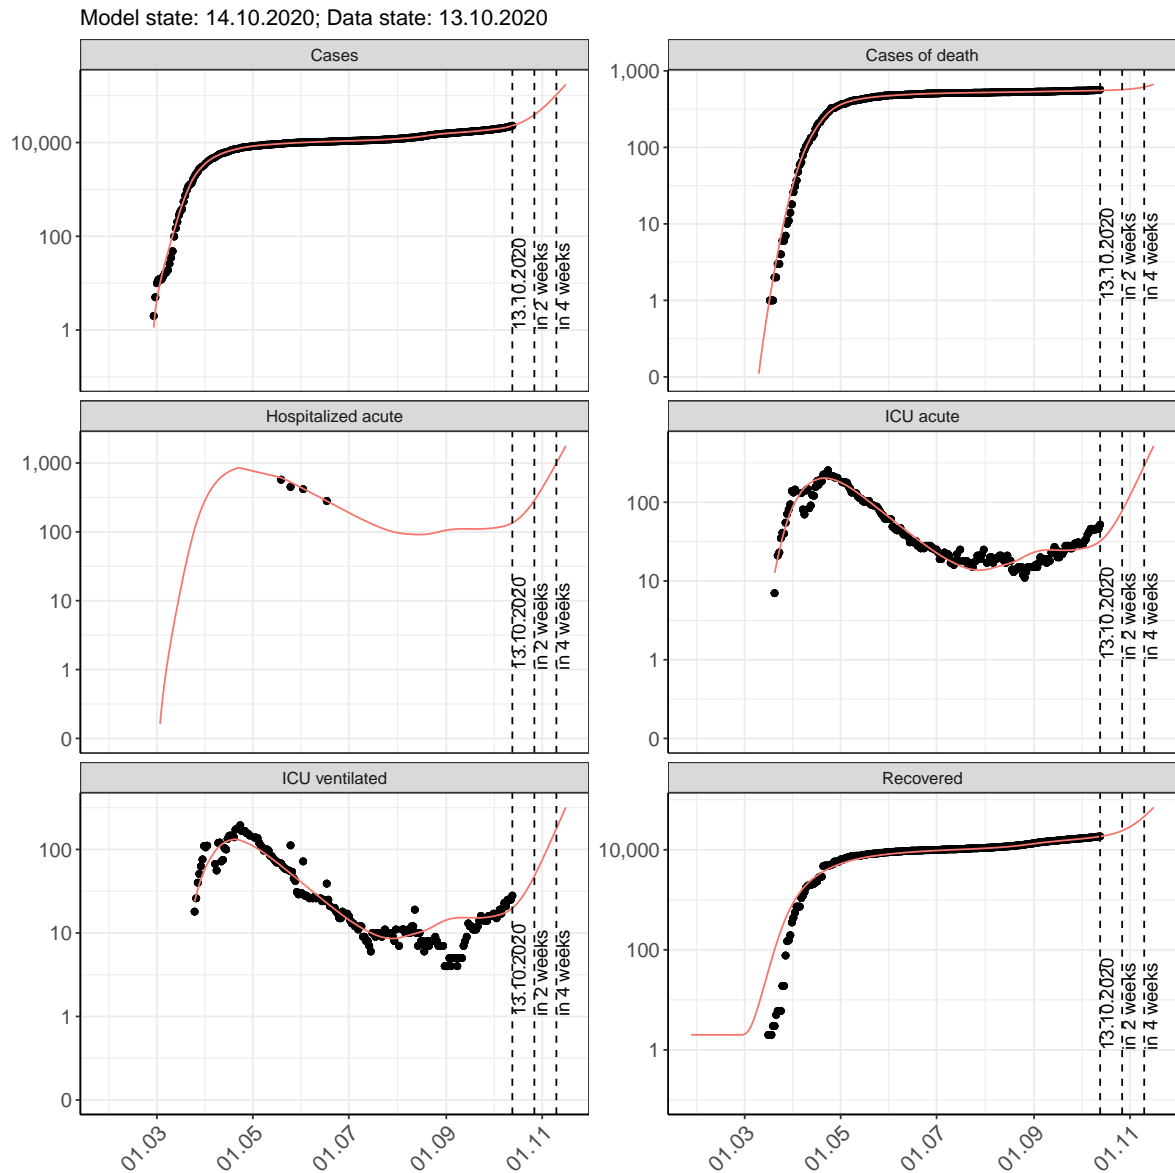 Model state: 14.10.2020; Data state: 13.10.2020
Cases
10,000
100
1
13.10.2020
in 2 weeks
in 4 weeks
Cases of death
1,000
100
10
1
0
13.10.2020
in 2 weeks
in 4 weeks
Hospitalized acute
1,000
100
10
1
0
13.10.2020
in 2 weeks
in 4 weeks
ICU acute
100
10
1
0
13.10.2020
in 2 weeks
in 4 weeks
ICU ventilated
100
10
1
0
13.10.2020
in 2 weeks
in 4 weeks
01.03
01.05
01.07
01.09
01.11
Recovered
10,000
100
1
13.10.2020
in 2 weeks
in 4 weeks
01.03
01.05
01.07
01.09
01.11